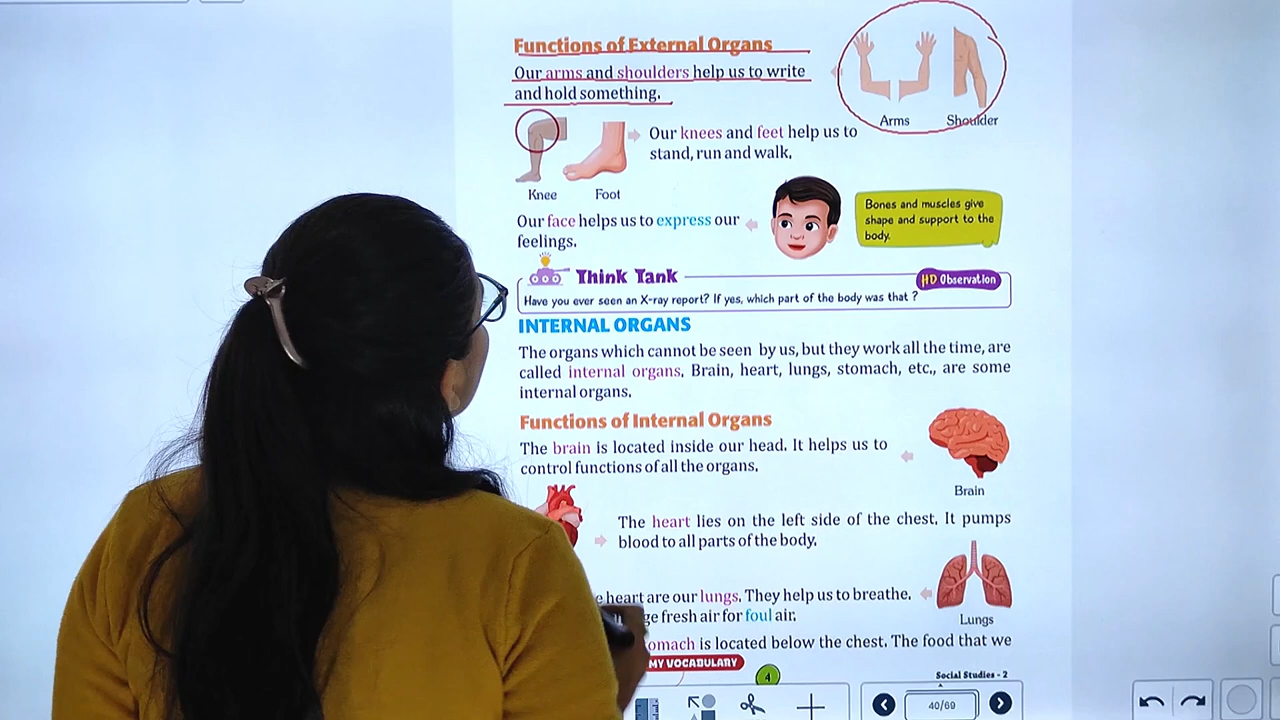 Functions of External Organs
Our arms and shoulders help us to write
and hold something.
Arms
Shoulder
Our knees and feet help us to
stand, run and walk.
Knee
Foot
Our face helps us to express our
feelings.
Bones and muscles give
shape and support to the
body.
Think Tank
HD Observation
Have you ever seen an X-ray report? If yes, which part of the body was that ?
INTERNAL ORGANS
The organs which cannot be seen by us, but they work all the time, are
called internal organs. Brain, heart, lungs, stomach, etc., are some
internal organs.
Functions of Internal Organs
The brain is located inside our head. It helps us to
control functions of all the organs.
Brain
The heart lies on the left side of the chest. It pumps
blood to all parts of the body.
heart are our lungs. They help us to breathe.
fresh air for foul air.
Lungs
is located below the chest. The food that we
MY VOCABULARY
4
Social Studies - 2
40/69